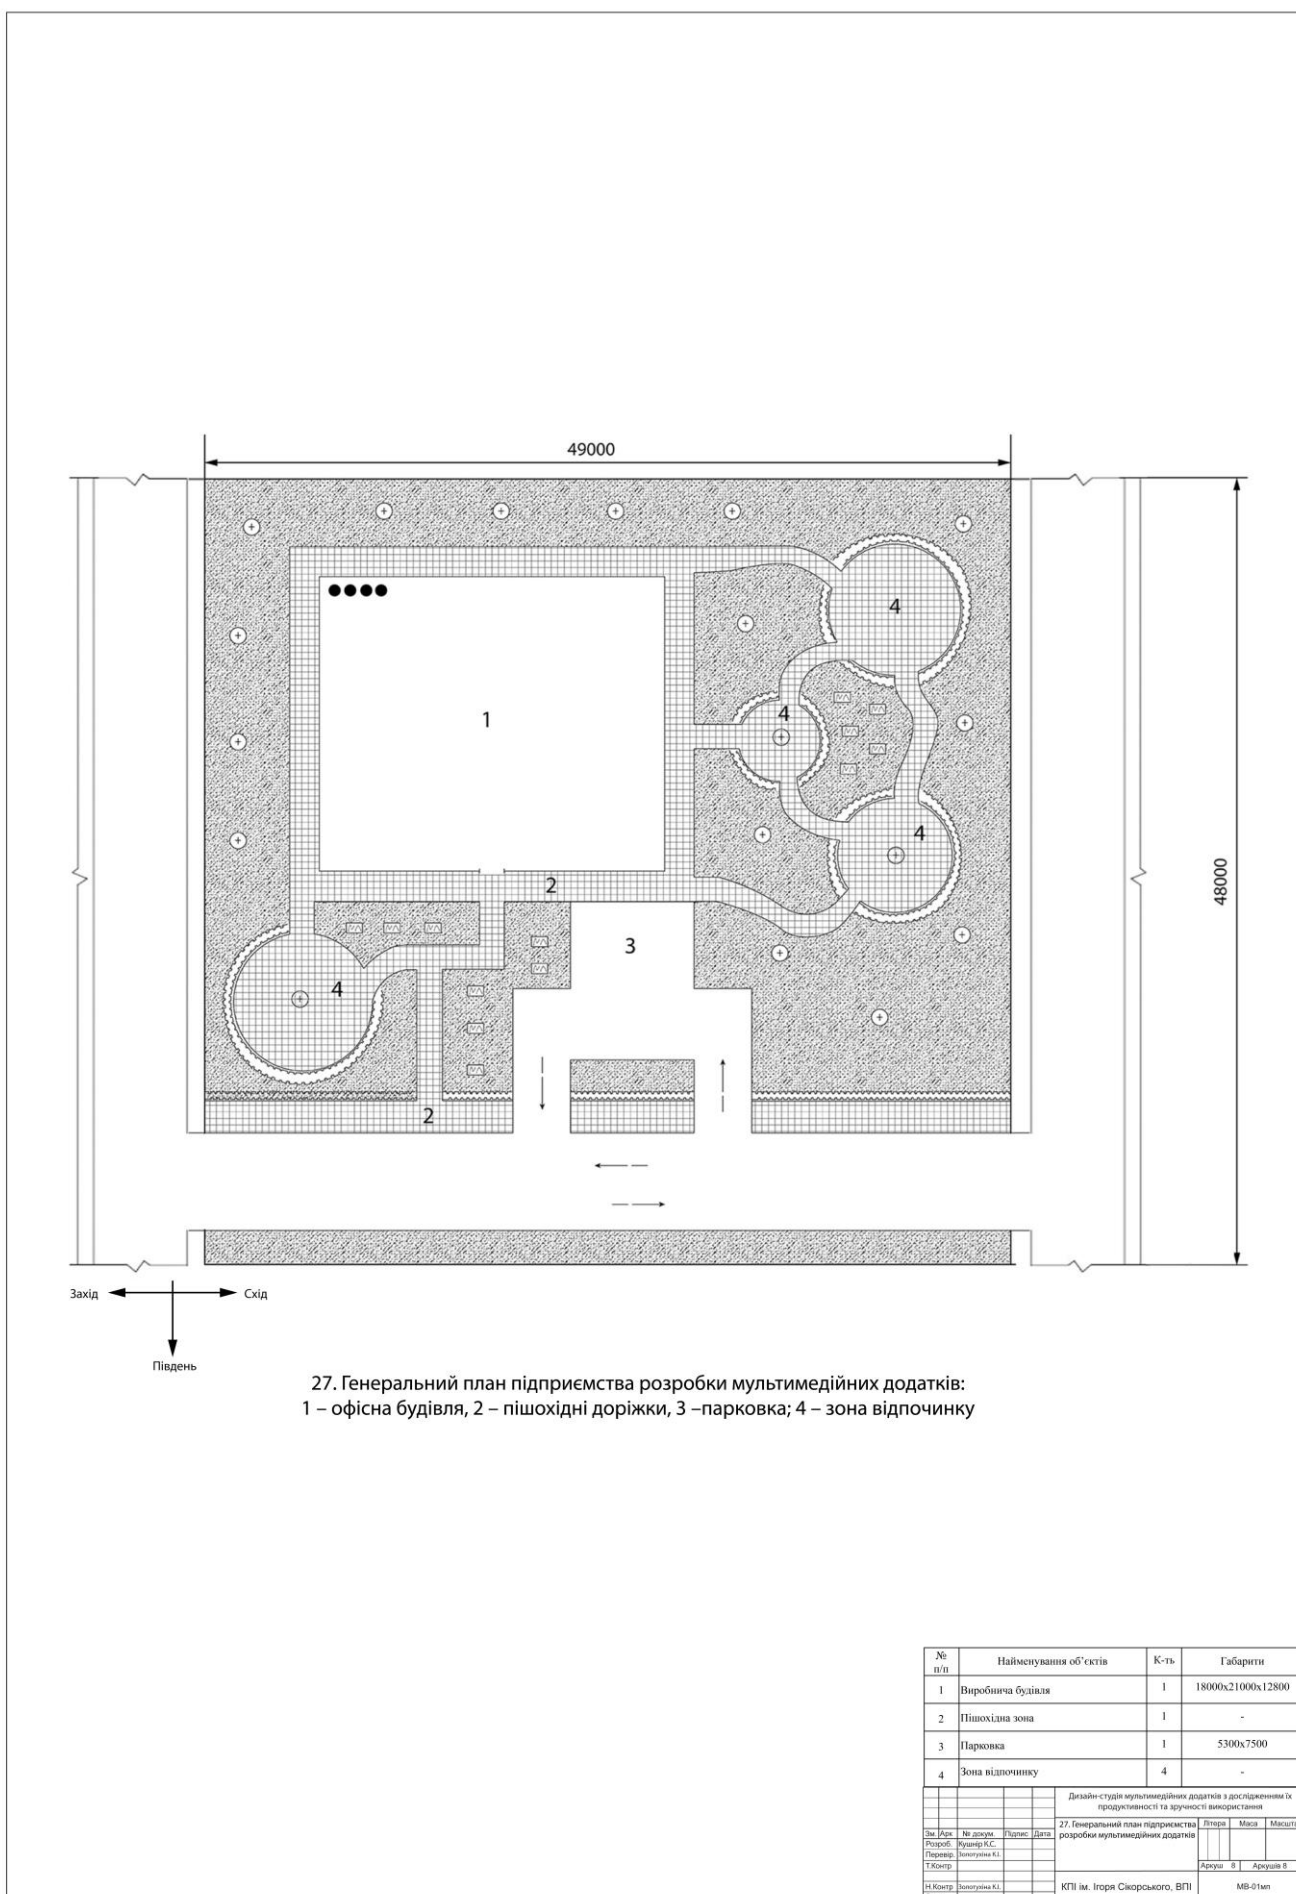 49000
4
4
1
4
2
3
4
48000
2
Захід
Схід
Південь
27. Генеральний план підприємства розробки мультимедійних додатків:
1 – офісна будівля, 2 – пішохідні доріжки, 3 –парковка; 4 – зона відпочинку
№ п/п Найменування об’єктів К-ть Габарити
1 Виробнича будівля 1 18000х21000х12800
2 Пішохідна зона 1 -
3 Парковка 1 5300х7500
4 Зона відпочинку 4 -
Дизайн-студія мультимедійних додатків з дослідженням їх
продуктивності та зручності використання
27. Генеральний план підприємства
розробки мультимедійних додатків
Літера Маса Масшта
Зм. Арк № докум. Підпис Дата
Розроб. Кушнір К.С.
Перевір. Золотухіна К.І.
Т.Контр
Аркуш 8 Аркушів 8
Н.Контр Золотухіна К.І.
КПІ ім. Ігоря Сікорського, ВПІ
МВ-01мп